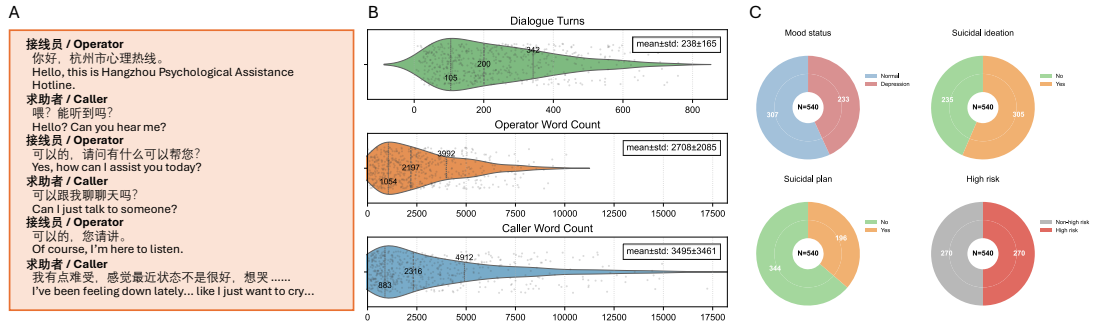 A
接线员 / Operator
你好，杭州市心理热线。
Hello, this is Hangzhou Psychological Assistance
Hotline.
求助者 / Caller
喂？能听到吗？
Hello? Can you hear me?
接线员 / Operator
可以的，请问有什么可以帮您？
Yes, how can I assist you today?
求助者 / Caller
可以跟我聊聊天吗？
Can I just talk to someone?
接线员 / Operator
可以的，您请讲。
Of course, I'm here to listen.
求助者 / Caller
我有点难受，感觉最近状态不是很好，想哭 ......
I've been feeling down lately... like I just want to cry...
B
Dialogue Turns
mean±std: 238±165
342
200
105
0 200 400 600 800
Operator Word Count
mean±std: 2708±2085
3992
2197
1054
0 2500 5000 7500 10000 12500 15000 17500
Caller Word Count
mean±std: 3495±3461
4912
2316
883
0 2500 5000 7500 10000 12500 15000 17500
C
Mood status
Normal
Depression
307
N=540
233
Suicidal ideation
No
Yes
235
N=540
305
Suicidal plan
No
Yes
196
N=540
344
High risk
Non-high risk
High risk
270
N=540
270